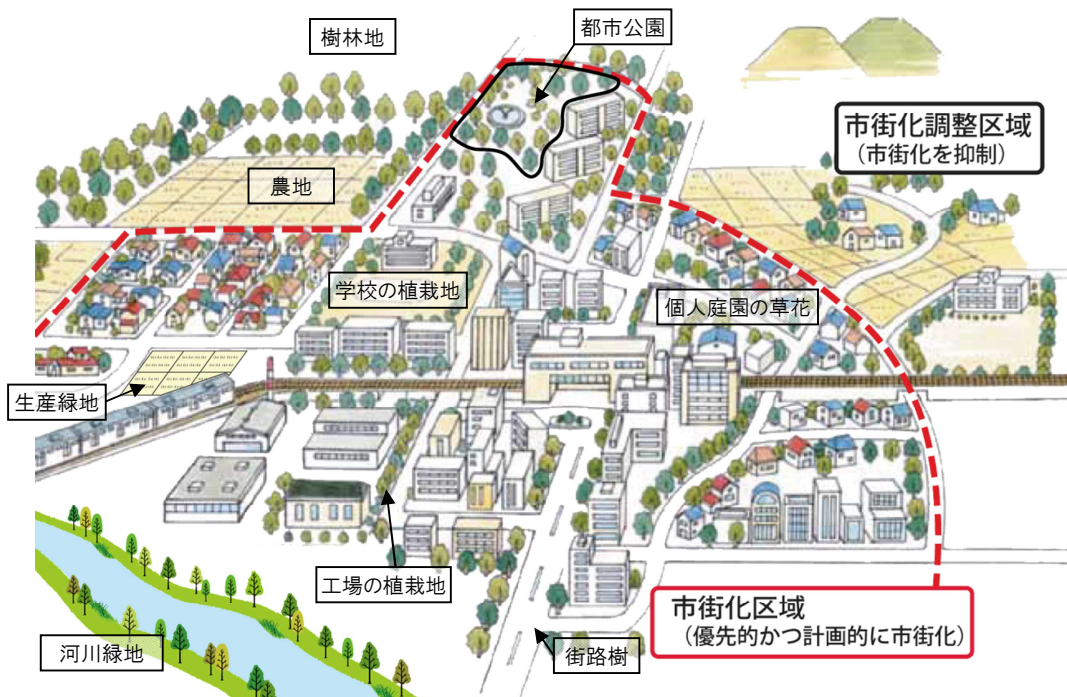 都市公園
樹林地
市街化調整区域
（市街化を抑制）
農地
学校の植栽地
個人庭園の草花
生産緑地
工場の植栽地
市街化区域
（優先的かつ計画的に市街化）
河川緑地
街路樹